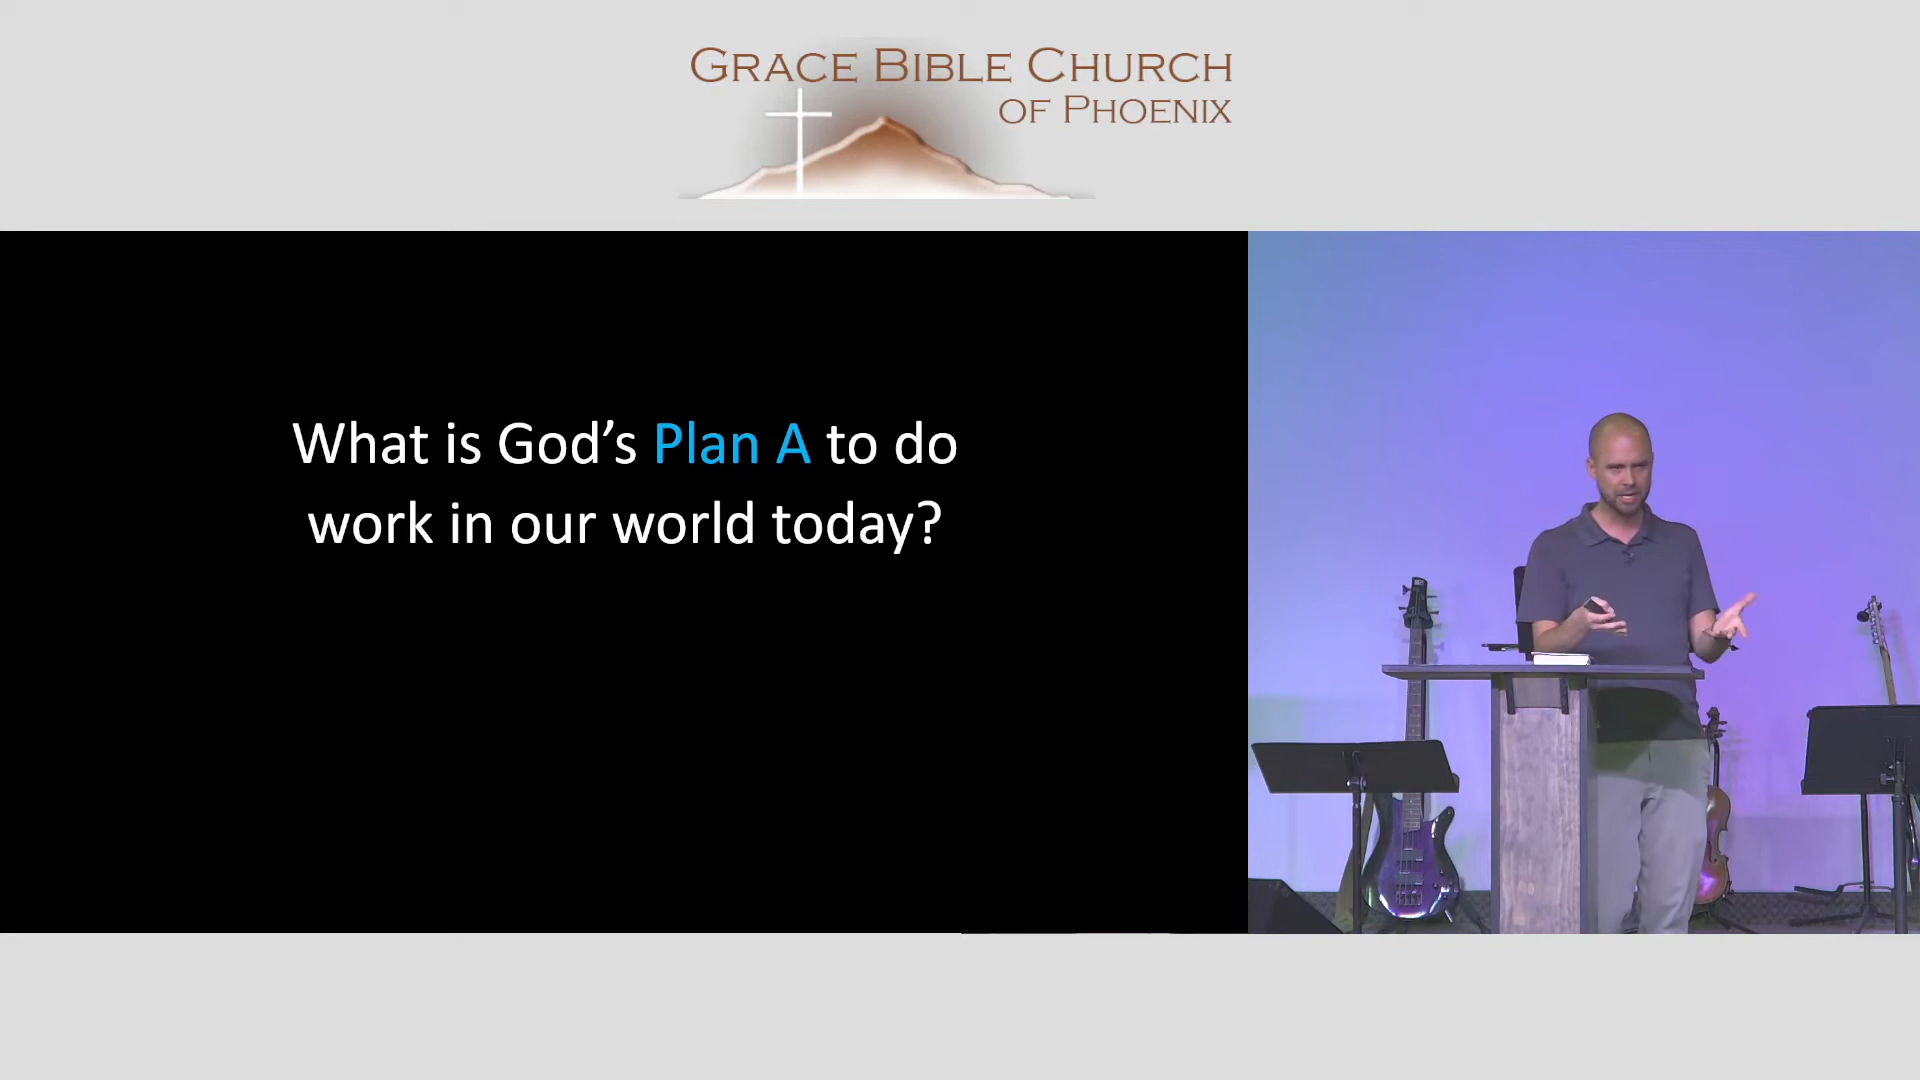 GRACE BIBLE CHURCH
OF PHOENIX
What is God’s Plan A to do
work in our world today?